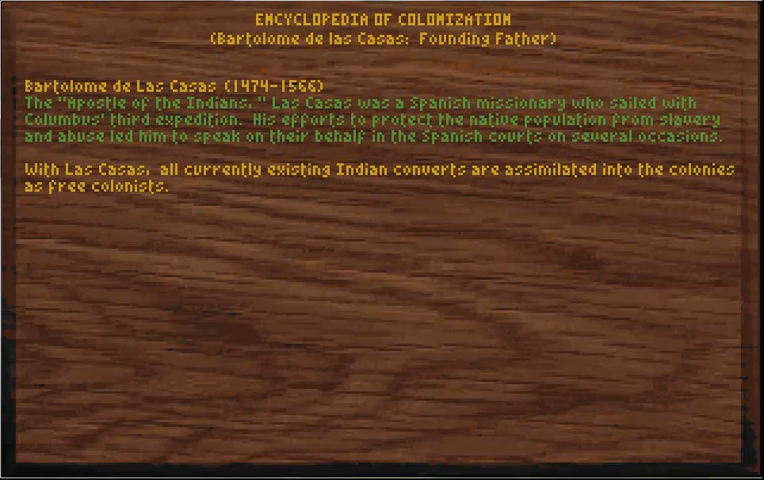 ENCYCLOPEDIA OF COLONIZATION
(Bartolome de las Casas: Founding Father)
Bartolome de Las Casas (1474-1566)
The "Apostle of the Indians," Las Casas was a Spanish missionary who sailed with
Columbus' third expedition. His efforts to protect the native population from slavery
and abuse led him to speak on their behalf in the Spanish courts on several occasions.
With Las Casas, all currently existing Indian converts are assimilated into the colonies
as free colonists.